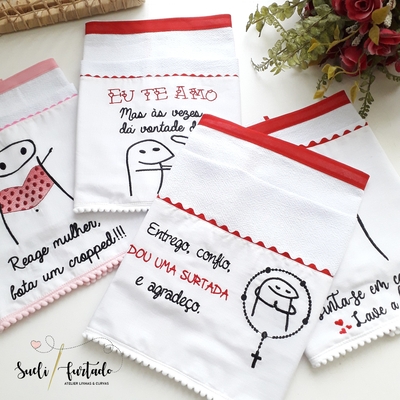 EU TE AMO
Mas às vezes
dá vontade d
Reage mulher,
bota um cropped!!!
Entrego, confio,
DOU UMA SURTADA
e agradeço.
Sueli Furtado
ATELIER LINHAS & CURVAS